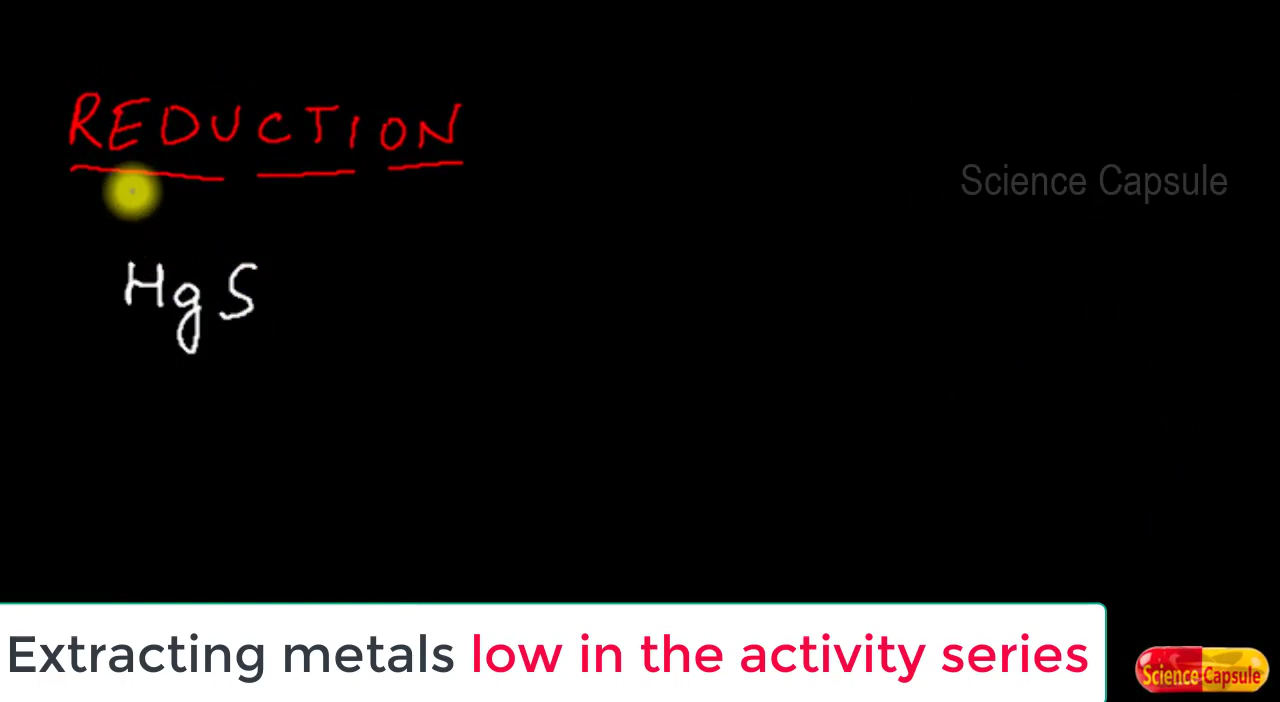 REDUCTION
Science Capsule
HgS
Extracting metals low in the activity series
Science Capsule